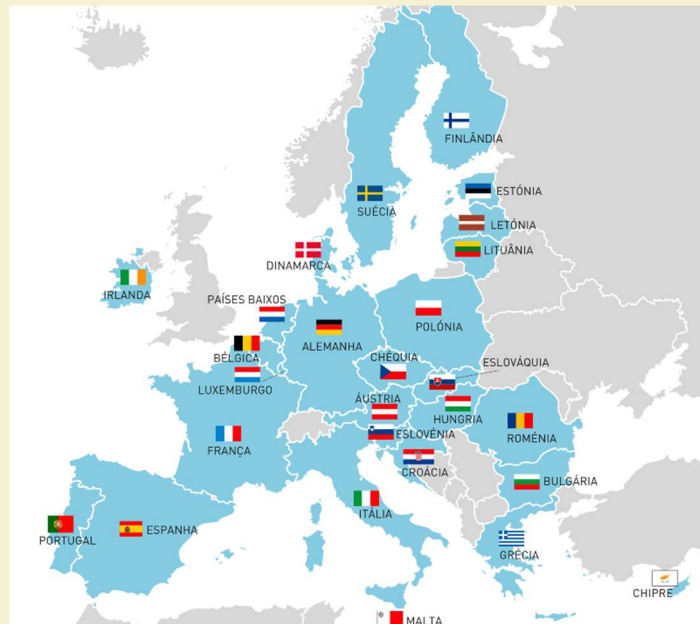 FINLÂNDIA
ESTÓNIA
SUÉCIA
LETÓNIA
LITUÂNIA
DINAMARCA
IRLANDA
PAÍSES BAIXOS
POLÓNIA
ALEMANHA
BÉLGICA
CHÉQUIA
ESLOVÁQUIA
LUXEMBURGO
ÁUSTRIA
HUNGRIA
ESLOVÉNIA
ROMÉNIA
FRANÇA
CROÁCIA
BULGÁRIA
ITÁLIA
ESPANHA
PORTUGAL
GRÉCIA
CHIPRE
MALTA